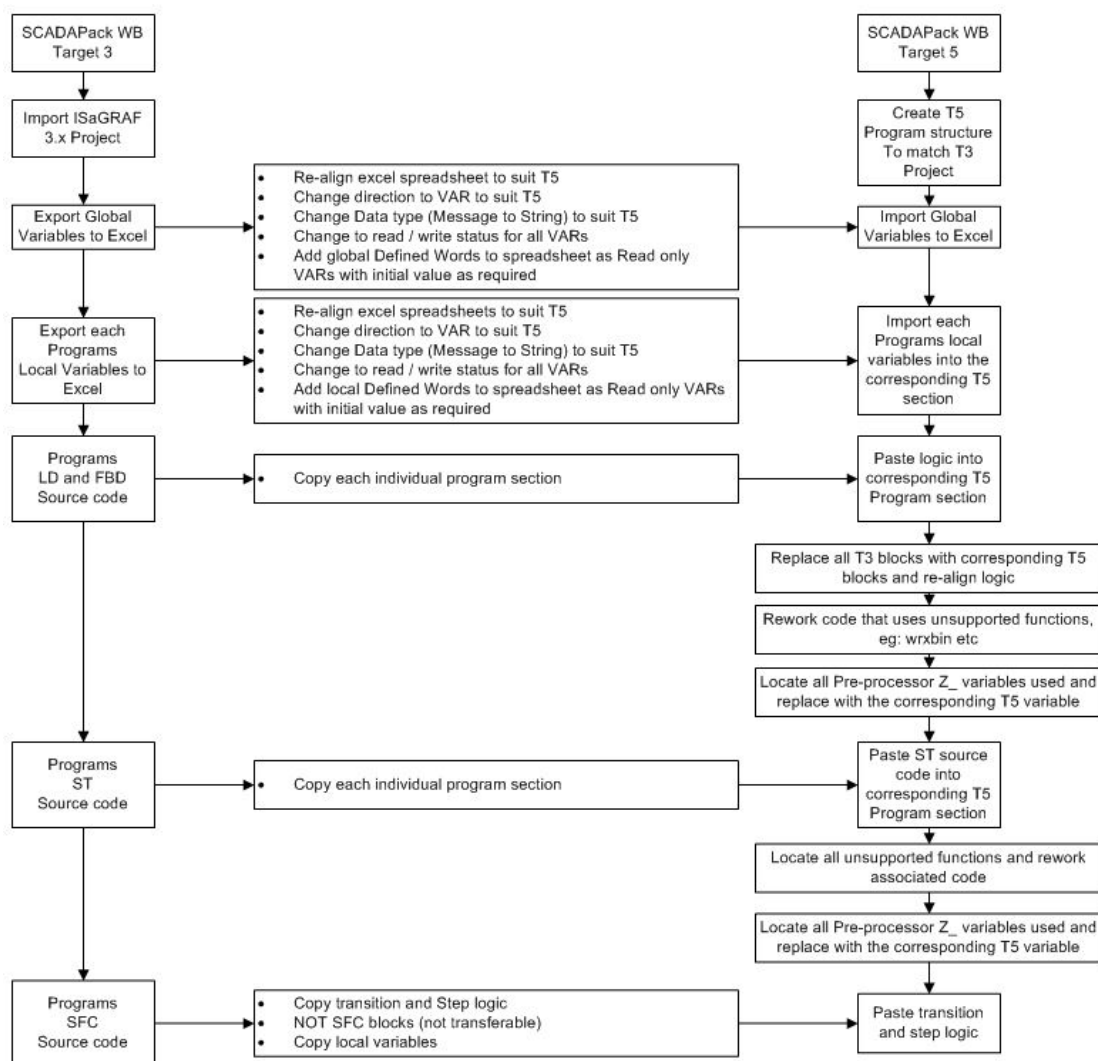 SCADAPack WB
Target 3
SCADAPack WB
Target 5
Import ISaGRAF
3.x Project
Create T5
Program structure
To match T3
Project
Export Global
Variables to Excel
• Re-align excel spreadsheet to suit T5
• Change direction to VAR to suit T5
• Change Data type (Message to String) to suit T5
• Change to read / write status for all VARs
• Add global Defined Words to spreadsheet as Read only
VARs with initial value as required
Import Global
Variables to Excel
Export each
Programs
Local Variables to
Excel
• Re-align excel spreadsheets to suit T5
• Change direction to VAR to suit T5
• Change Data type (Message to String) to suit T5
• Change to read / write status for all VARs
• Add local Defined Words to spreadsheet as Read only VARs
with initial value as required
Import each
Programs local
variables into the
corresponding T5
section
Programs
LD and FBD
Source code
• Copy each individual program section
Paste logic into
corresponding T5
Program section
Replace all T3 blocks with corresponding T5
blocks and re-align logic
Rework code that uses unsupported functions,
eg: wrxbin etc
Locate all Pre-processor Z_ variables used and
replace with the corresponding T5 variable
Programs
ST
Source code
• Copy each individual program section
Paste ST source
code into
corresponding T5
Program section
Locate all unsupported functions and rework
associated code
Locate all Pre-processor Z_ variables used and
replace with the corresponding T5 variable
Programs
SFC
Source code
• Copy transition and Step logic
• NOT SFC blocks (not transferable)
• Copy local variables
Paste transition
and step logic